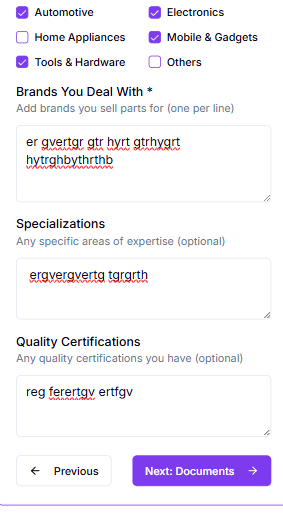 Automotive Electronics
Home Appliances Mobile & Gadgets
Tools & Hardware Others
Brands You Deal With *
Add brands you sell parts for (one per line)
er gvertgr gtr hyrt gtrhygrt
hytrghbythrthb
Specializations
Any specific areas of expertise (optional)
ergvergvertg tgrgrth
Quality Certifications
Any quality certifications you have (optional)
reg ferertgv ertfgv
← Previous Next: Documents →